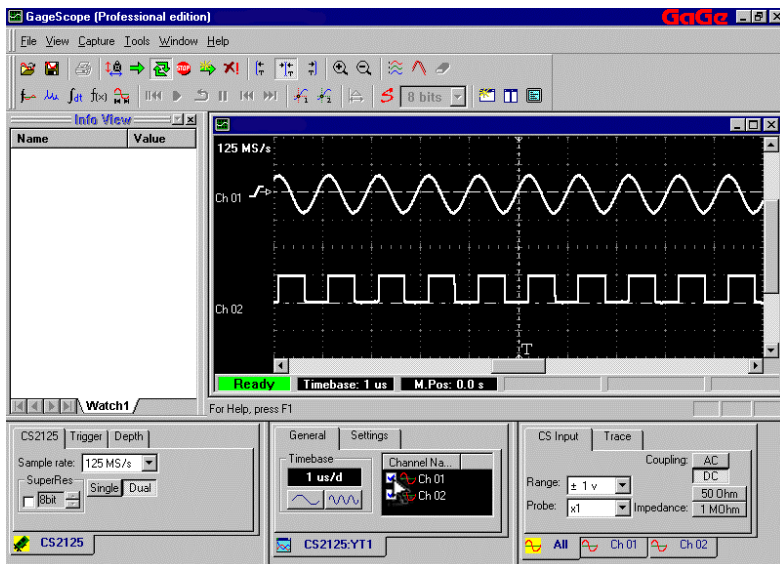 GageScope (Professional edition)
GaGe
File View Capture Tools Window Help
STOP
∫dt f(x)
1 2
S 8 bits
Info View
Name Value
Watch1
125 MS/s
Ch 01
Ch 02
T
Ready Timebase: 1 us M.Pos: 0.0 s
For Help, press F1
CS2125 Trigger Depth
Sample rate: 125 MS/s
SuperRes
8bit
Single Dual
CS2125
General Settings
Timebase
1 us/d
Channel Na...
Ch 01
Ch 02
CS2125:YT1
CS Input Trace
Coupling: AC
DC
Range: ± 1 v
50 Ohm
Probe: x1 Impedance: 1 MOhm
All Ch 01 Ch 02